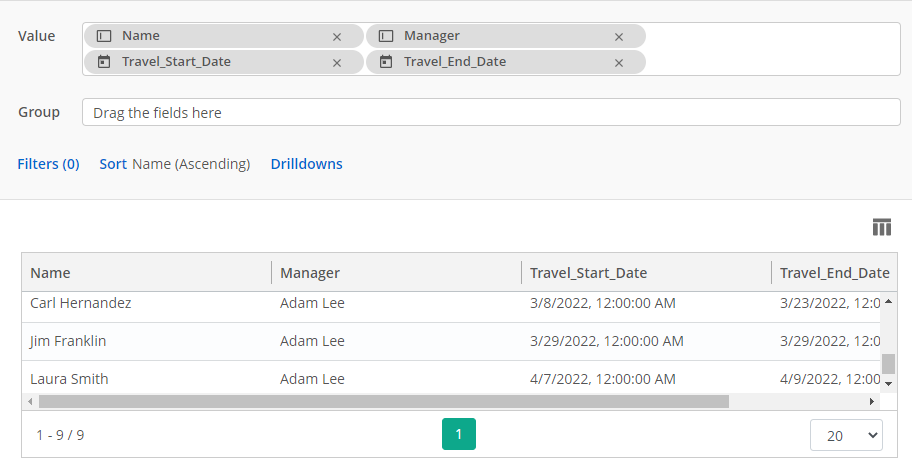 Value Name × Manager ×
Travel_Start_Date × Travel_End_Date ×
Group Drag the fields here
Filters (0) Sort Name (Ascending) Drilldowns
Name Manager Travel_Start_Date Travel_End_Date
Carl Hernandez Adam Lee 3/8/2022, 12:00:00 AM 3/23/2022, 12:0
Jim Franklin Adam Lee 3/29/2022, 12:00:00 AM 3/29/2022, 12:0
Laura Smith Adam Lee 4/7/2022, 12:00:00 AM 4/9/2022, 12:00
1 - 9 / 9 1 20